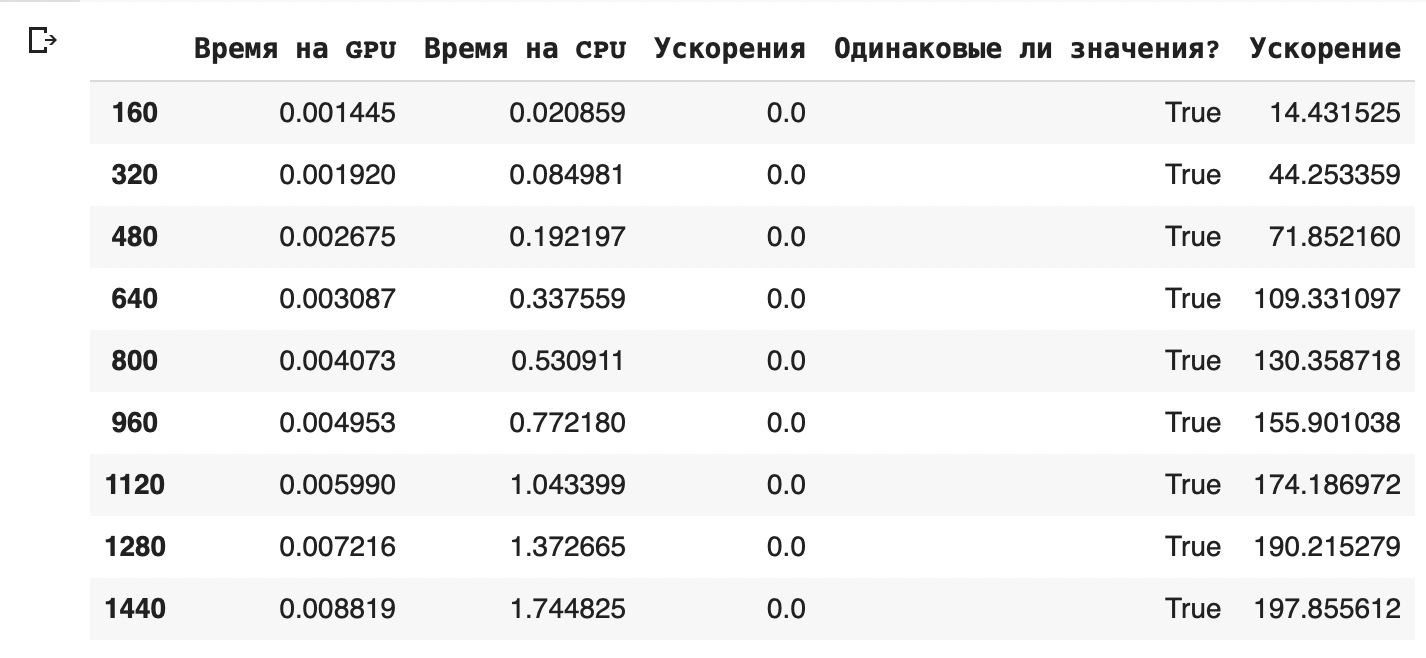 Время на GPU Время на CPU Ускорения Одинаковые ли значения? Ускорение
160 0.001445 0.020859 0.0 True 14.431525
320 0.001920 0.084981 0.0 True 44.253359
480 0.002675 0.192197 0.0 True 71.852160
640 0.003087 0.337559 0.0 True 109.331097
800 0.004073 0.530911 0.0 True 130.358718
960 0.004953 0.772180 0.0 True 155.901038
1120 0.005990 1.043399 0.0 True 174.186972
1280 0.007216 1.372665 0.0 True 190.215279
1440 0.008819 1.744825 0.0 True 197.855612